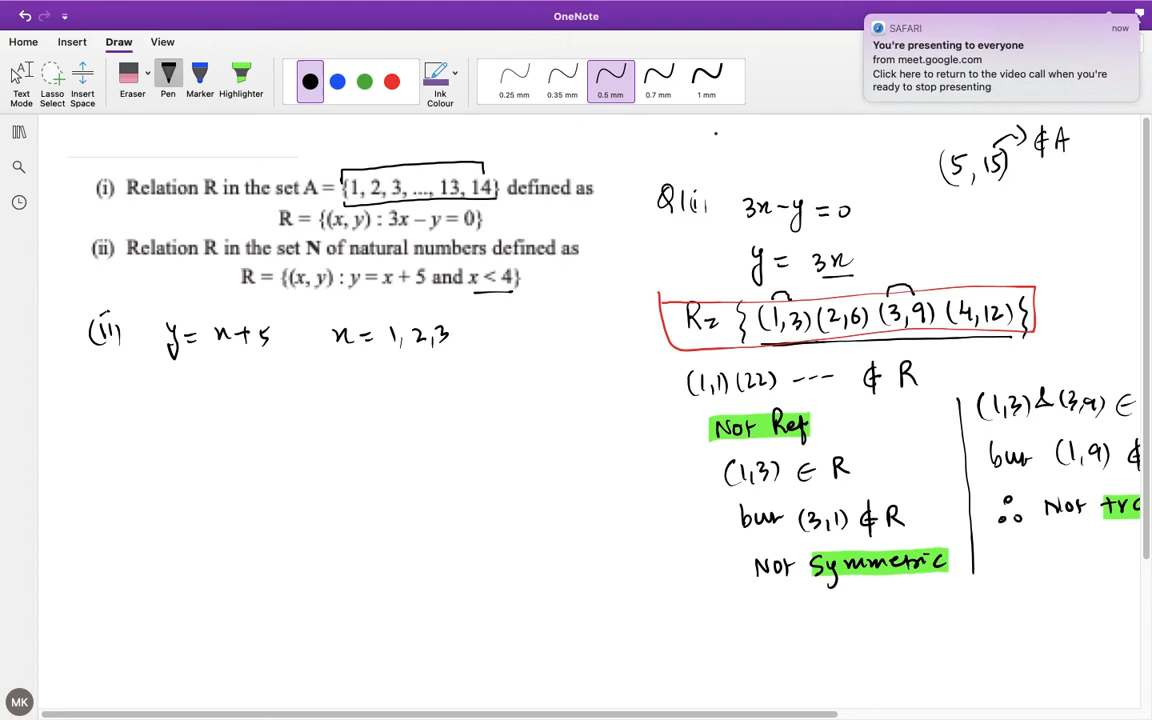 OneNote
Home Insert Draw View
Text Mode
Lasso Select
Insert Space
Eraser
Pen
Marker
Highlighter
Ink Colour
0.25 mm 0.35 mm 0.5 mm 0.7 mm 1 mm
SAFARI now
You're presenting to everyone
from meet.google.com
Click here to return to the video call when you're
ready to stop presenting
(i) Relation R in the set A = {1, 2, 3, ..., 13, 14} defined as
R = {(x, y) : 3x – y = 0}
(ii) Relation R in the set N of natural numbers defined as
R = {(x, y) : y = x + 5 and x < 4}
(ii) y = x + 5 x = 1, 2, 3
(5, 15) ∉ A
3x - y = 0
y = 3x
R = { (1,3) (2,6) (3,9) (4,12) }
(1,1) (22) --- ∉ R
Not Ref
(1,3) ∈ R
but (3,1) ∉ R
Not Symmetric
(1,3) & (3,9) ∈
but (1,9) ∉
∴ Not
MK